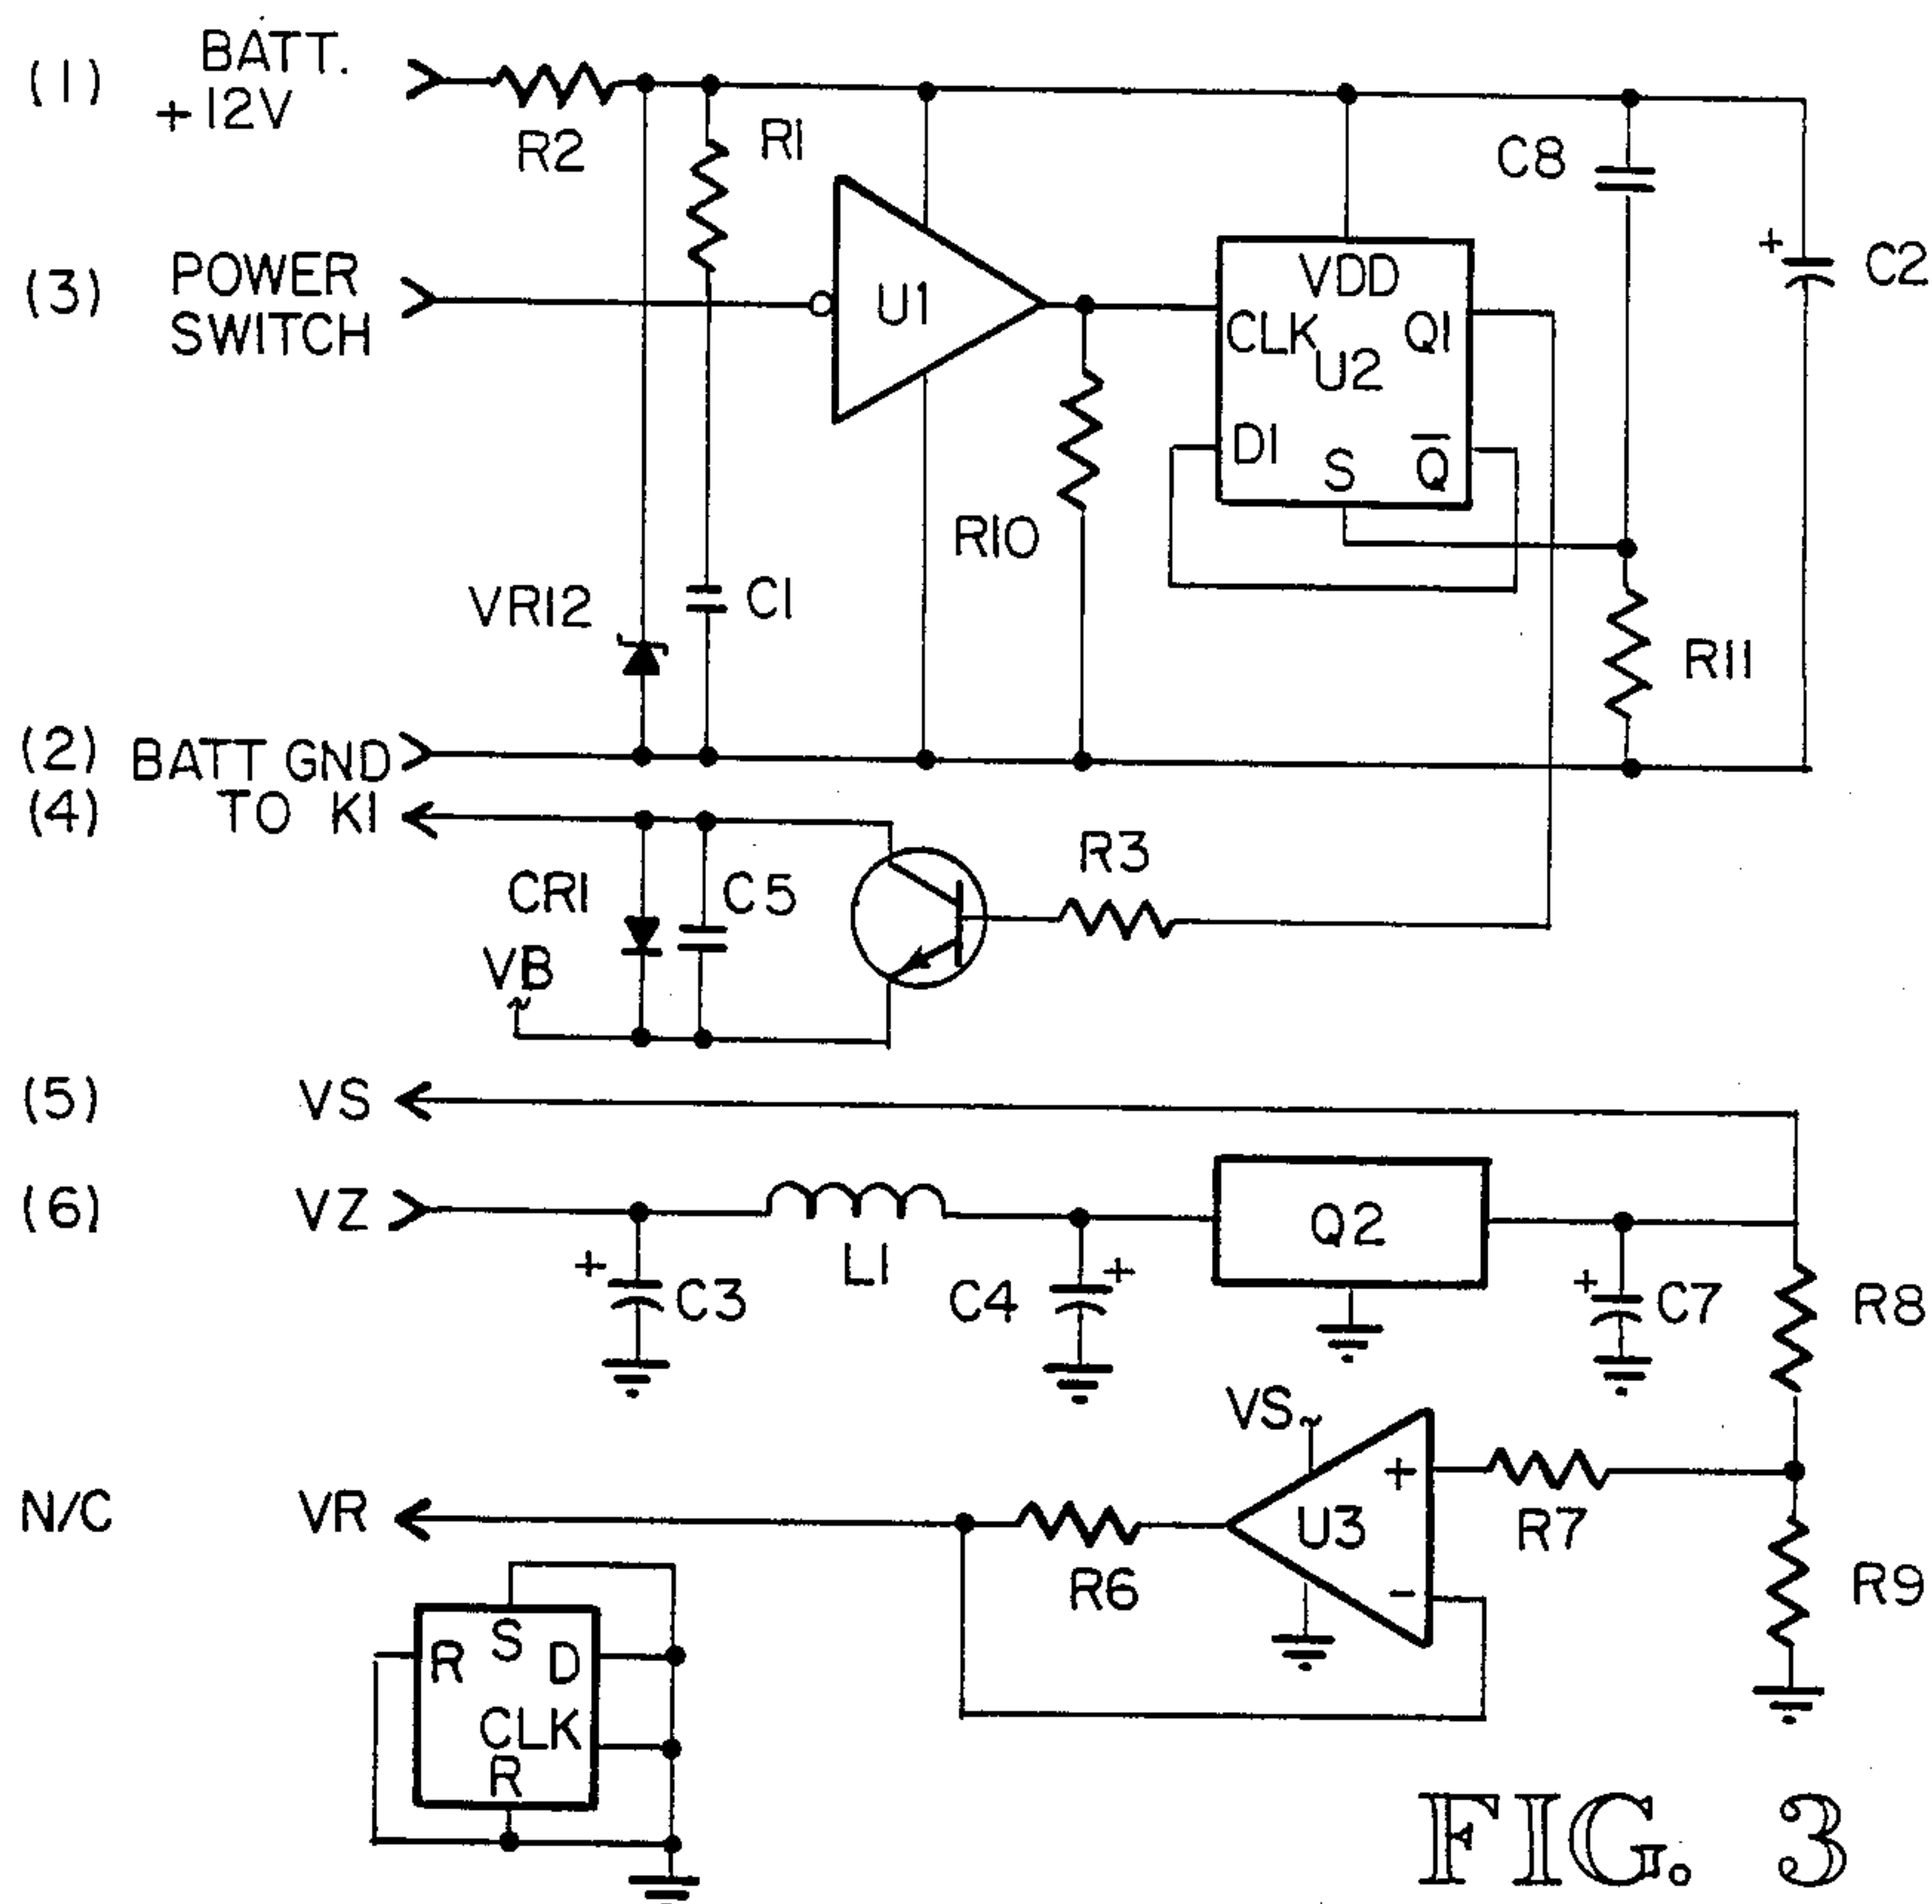 (1) BATT.
+12V
R2
R1
C8
C2
+
(3) POWER
SWITCH
U1
VDD
CLK
Q1
U2
D1
S
Q̅
R10
VR12
C1
R11
(2) BATT GND
(4) TO K1
R3
CR1
C5
VB
(5) VS
(6) VZ
L1
Q2
+
C3
C4
+
+
C7
R8
VS
+
U3
-
R7
N/C VR
R6
R9
S
R
D
CLK
R
FIG. 3